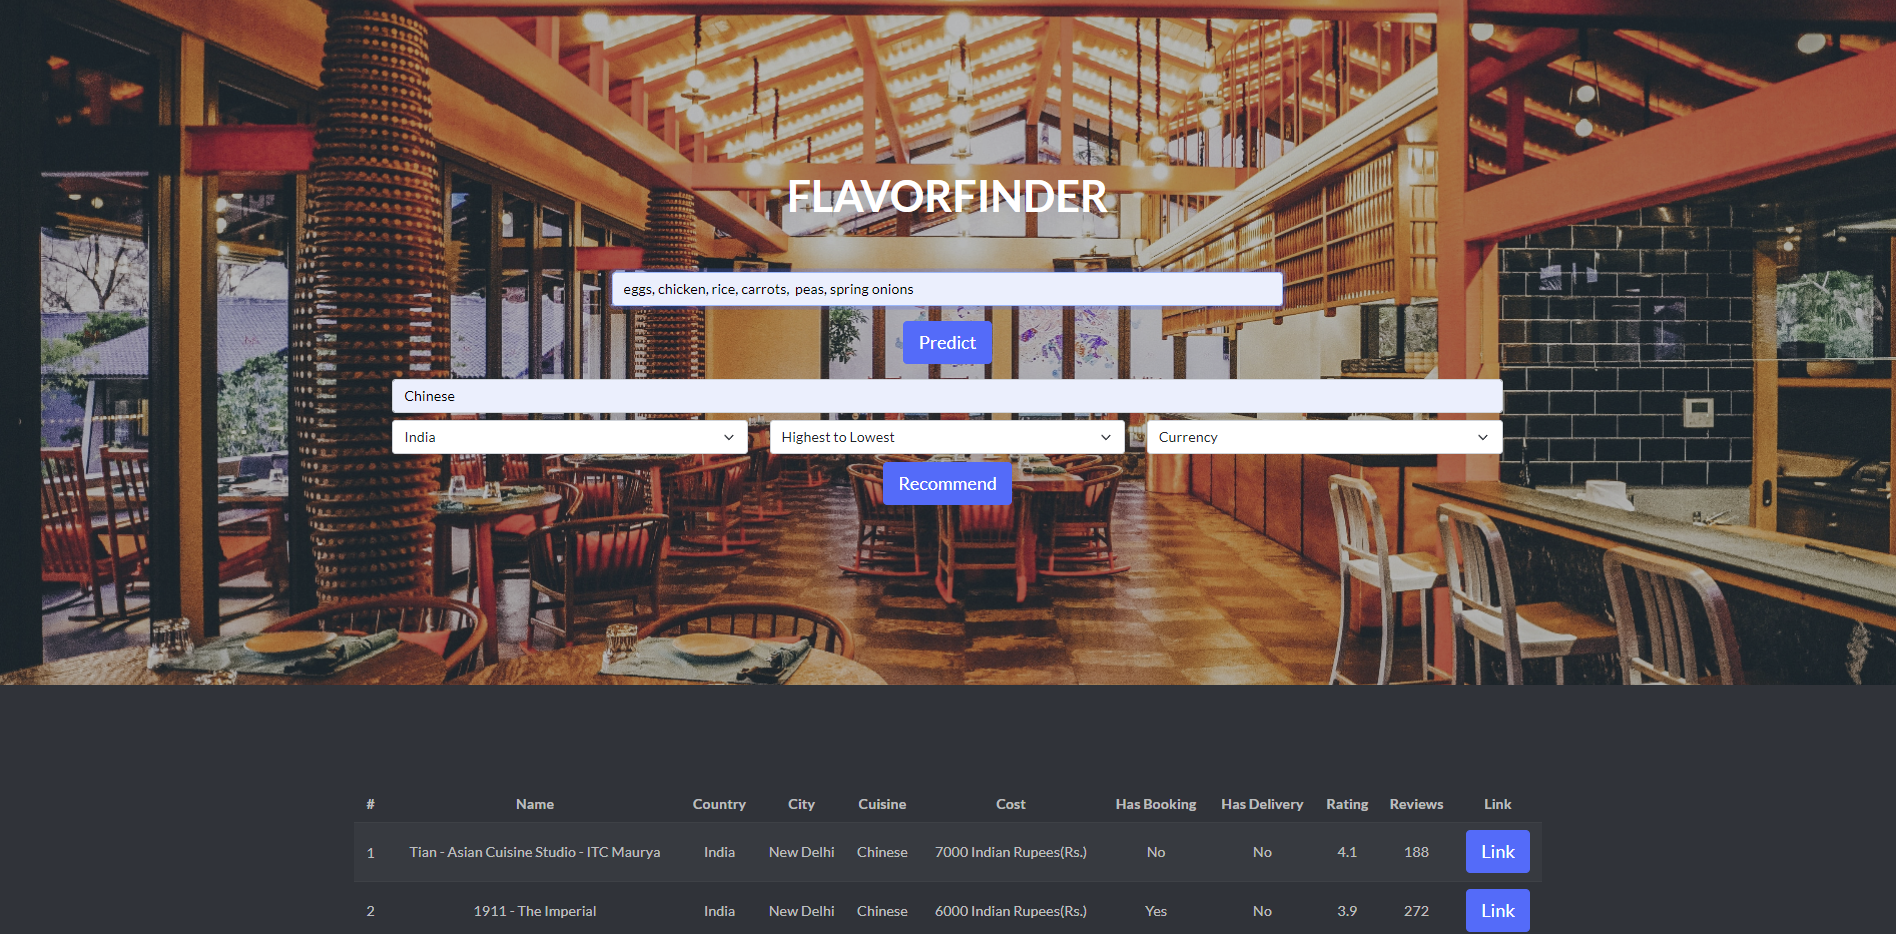 FLAVORFINDER
eggs, chicken, rice, carrots,  peas, spring onions
Predict
Chinese
India Highest to Lowest Currency
Recommend
# Name Country City Cuisine Cost Has Booking Has Delivery Rating Reviews Link
1 Tian - Asian Cuisine Studio - ITC Maurya India New Delhi Chinese 7000 Indian Rupees(Rs.) No No 4.1 188 Link
2 1911 - The Imperial India New Delhi Chinese 6000 Indian Rupees(Rs.) Yes No 3.9 272 Link